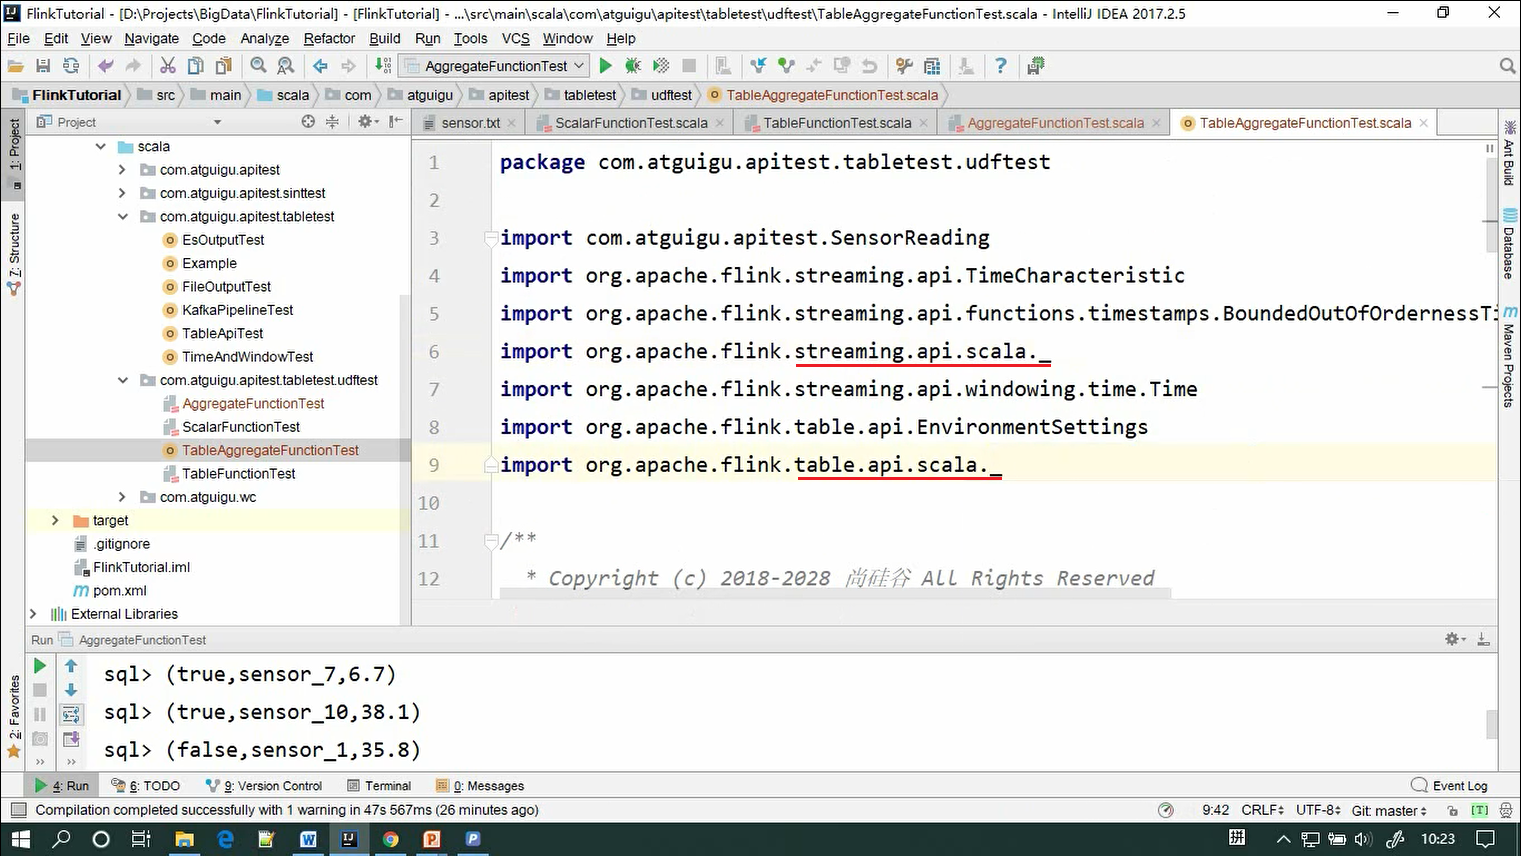 FlinkTutorial - [D:\Projects\BigData\FlinkTutorial] - [FlinkTutorial] - ...\src\main\scala\com\atguigu\apitest\tabletest\udftest\TableAggregateFunctionTest.scala - IntelliJ IDEA 2017.2.5
File Edit View Navigate Code Analyze Refactor Build Run Tools VCS Window Help
AggregateFunctionTest
FlinkTutorial src main scala com atguigu apitest tabletest udftest TableAggregateFunctionTest.scala
Project
sensor.txt ScalarFunctionTest.scala TableFunctionTest.scala AggregateFunctionTest.scala TableAggregateFunctionTest.scala
1: Project
7: Structure
2: Favorites
scala
com.atguigu.apitest
com.atguigu.apitest.sinttest
com.atguigu.apitest.tabletest
EsOutputTest
Example
FileOutputTest
KafkaPipelineTest
TableApiTest
TimeAndWindowTest
com.atguigu.apitest.tabletest.udftest
AggregateFunctionTest
ScalarFunctionTest
TableAggregateFunctionTest
TableFunctionTest
com.atguigu.wc
target
.gitignore
FlinkTutorial.iml
pom.xml
External Libraries
1 package com.atguigu.apitest.tabletest.udftest
2
3 import com.atguigu.apitest.SensorReading
4 import org.apache.flink.streaming.api.TimeCharacteristic
5 import org.apache.flink.streaming.api.functions.timestamps.BoundedOutOfOrdernessTi
6 import org.apache.flink.streaming.api.scala._
7 import org.apache.flink.streaming.api.windowing.time.Time
8 import org.apache.flink.table.api.EnvironmentSettings
9 import org.apache.flink.table.api.scala._
10
11 /**
12 * Copyright (c) 2018-2028 尚硅谷 All Rights Reserved
Ant Build
Database
Maven Projects
Run AggregateFunctionTest
sql> (true,sensor_7,6.7)
sql> (true,sensor_10,38.1)
sql> (false,sensor_1,35.8)
4: Run 6: TODO 9: Version Control Terminal 0: Messages Event Log
Compilation completed successfully with 1 warning in 47s 567ms (26 minutes ago) 9:42 CRLF UTF-8 Git: master [T]
拼 10:23